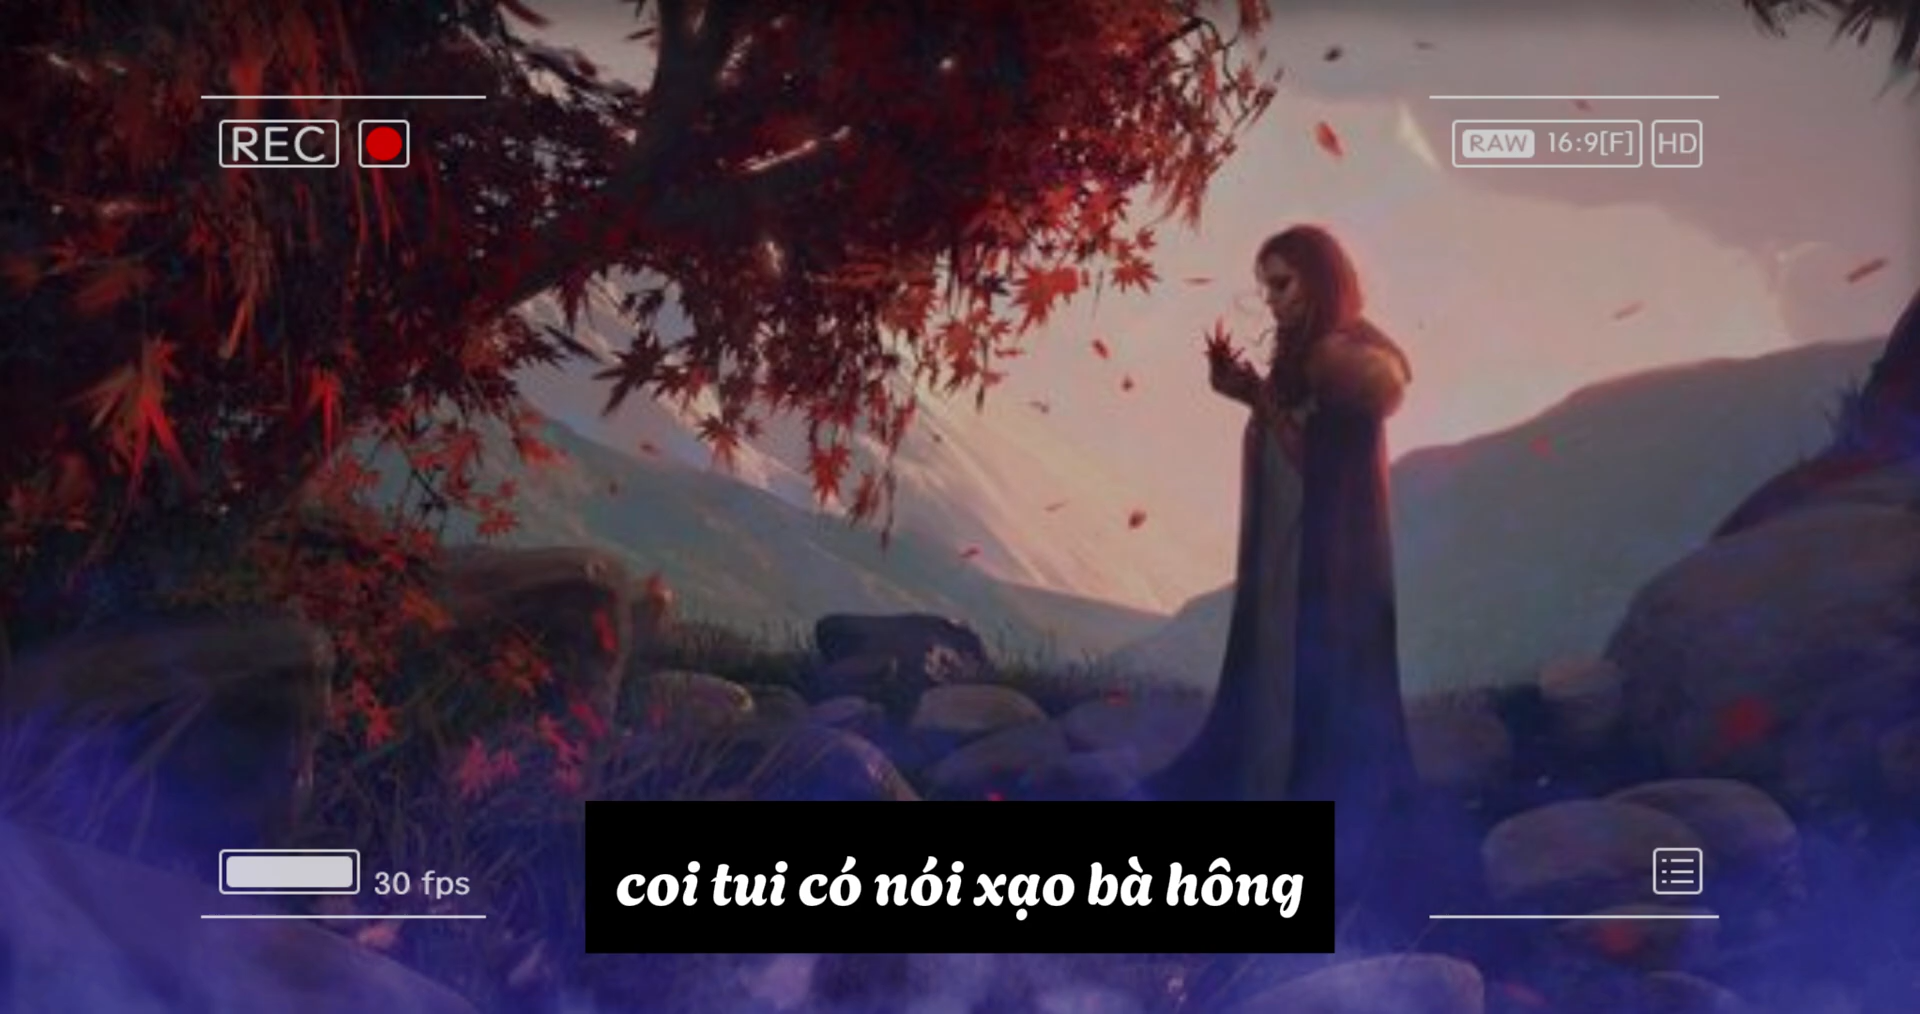 REC
RAW 16:9[F] HD
30 fps
coi tui có nói xạo bà hông